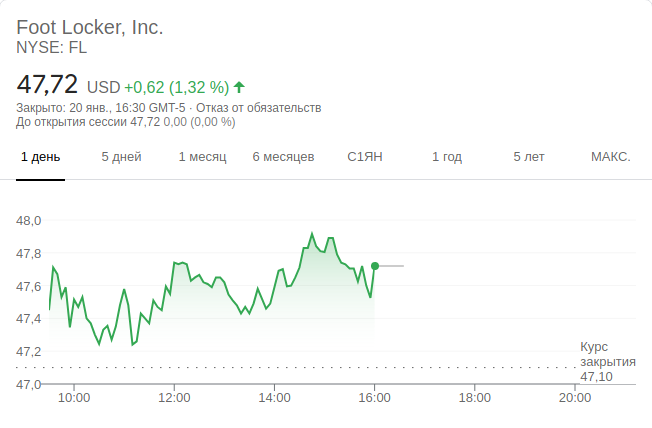 Foot Locker, Inc.
NYSE: FL
47,72 USD +0,62 (1,32 %)
Закрыто: 20 янв., 16:30 GMT-5 · Отказ от обязательств
До открытия сессии 47,72 0,00 (0,00 %)
1 день 5 дней 1 месяц 6 месяцев С1ЯН 1 год 5 лет МАКС.
48,0
47,8
47,6
47,4
47,2
Курс
закрытия
47,10
47,0
10:00 12:00 14:00 16:00 18:00 20:00